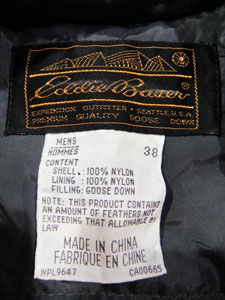 Eddie Bauer
EXPEDITION OUTFITTER • SEATTLE, U.S.A.
PREMIUM QUALITY GOOSE DOWN
MENS
HOMMES 38
CONTENT
SHELL: 100% NYLON
LINING: 100% NYLON
FILLING: GOOSE DOWN
NOTE: THIS PRODUCT CONTAINS
AN AMOUNT OF FEATHERS NOT
EXCEEDING THAT ALLOWABLE BY
LAW
MADE IN CHINA
FABRIQUE EN CHINE
WPL9647 CA00665